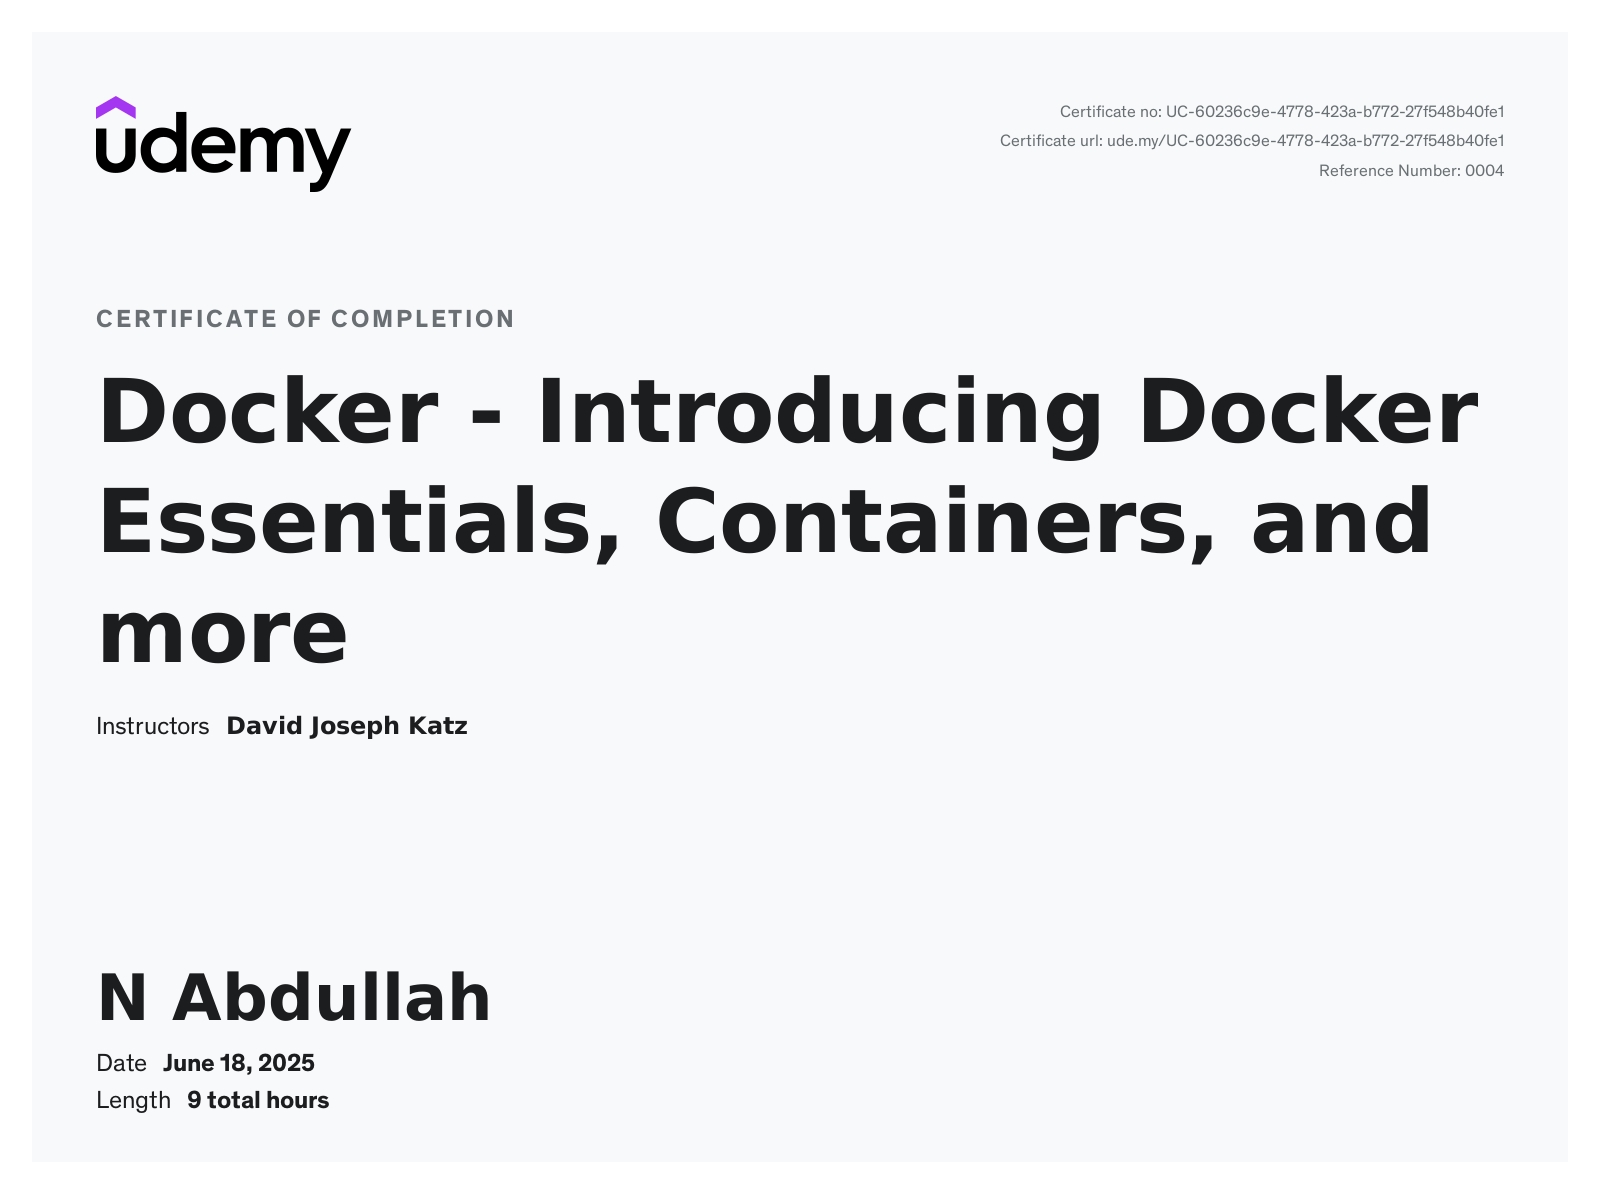 udemy
Certificate no: UC-60236c9e-4778-423a-b772-27f548b40fe1
Certificate url: ude.my/UC-60236c9e-4778-423a-b772-27f548b40fe1
Reference Number: 0004
CERTIFICATE OF COMPLETION
Docker - Introducing Docker
Essentials, Containers, and
more
Instructors David Joseph Katz
N Abdullah
Date June 18, 2025
Length 9 total hours